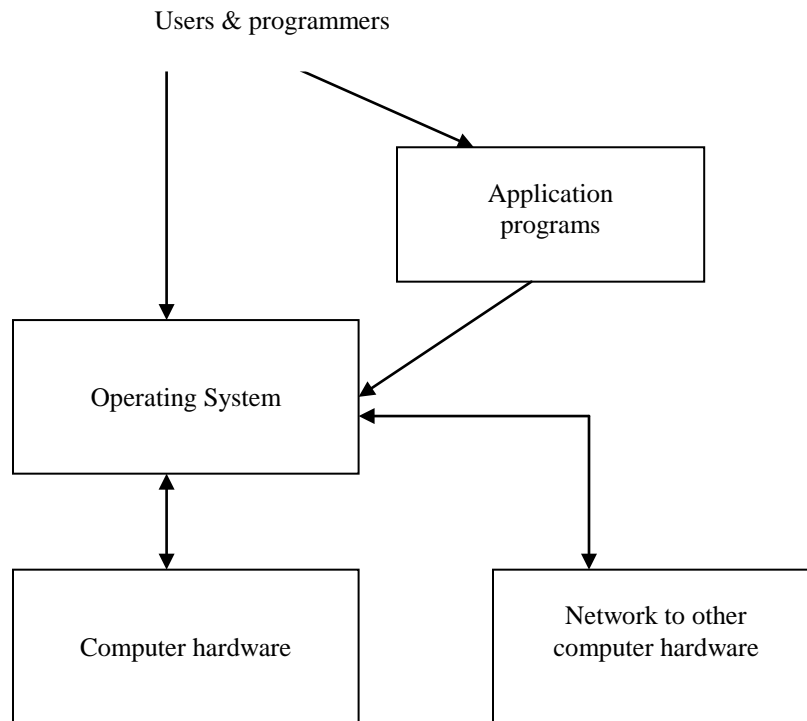 Users & programmers
Application
programs
Operating System
Computer hardware
Network to other
computer hardware